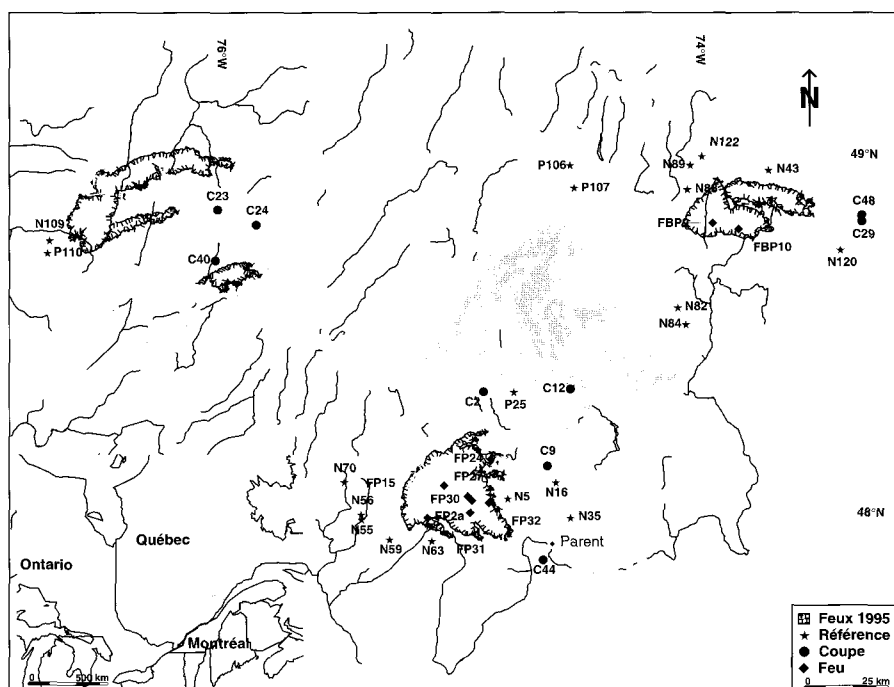 76°W
74°W
N
49°N
N122
N89
N43
N86
P106
P107
C23
C24
C48
C29
FBP10
N120
N109
P110
C40
N82
N84
C2
P25
C12
C9
N16
N70
FP15
FP24
N56
N55
FP30
FP2a
N5
FP32
N35
48°N
N59
N63
FP31
Parent
C44
Ontario
Québec
Montréal
0 500 km
Feux 1995
Référence
Coupe
Feu
0 25 km